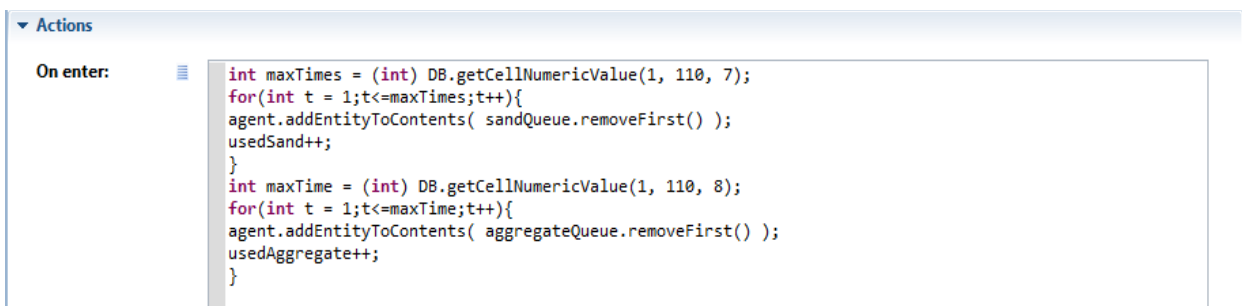 Actions
On enter:
int maxTimes = (int) DB.getCellNumericValue(1, 110, 7);
for(int t = 1;t<=maxTimes;t++){
agent.addEntityToContents( sandQueue.removeFirst() );
usedSand++;
}
int maxTime = (int) DB.getCellNumericValue(1, 110, 8);
for(int t = 1;t<=maxTime;t++){
agent.addEntityToContents( aggregateQueue.removeFirst() );
usedAggregate++;
}